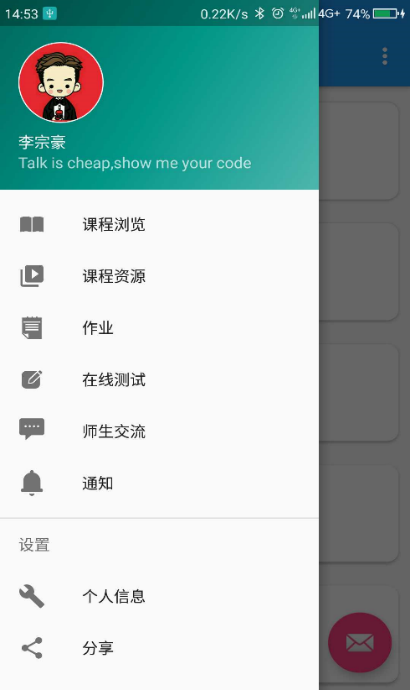 14:53 0.22K/s 4G+ 4G+ 74%
李宗豪
Talk is cheap,show me your code
课程浏览
课程资源
作业
在线测试
师生交流
通知
设置
个人信息
分享